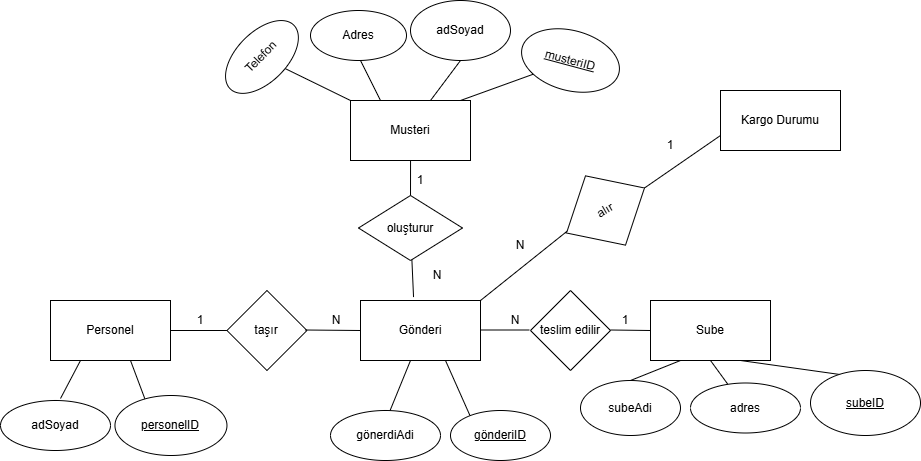 Telefon
Adres
adSoyad
musteriID
Musteri
Kargo Durumu
1
1
alır
oluşturur
N
N
Personel
1
taşır
N
Gönderi
N
teslim edilir
1
Sube
adSoyad
personelID
gönerdiAdi
gönderiID
subeAdi
adres
subeID